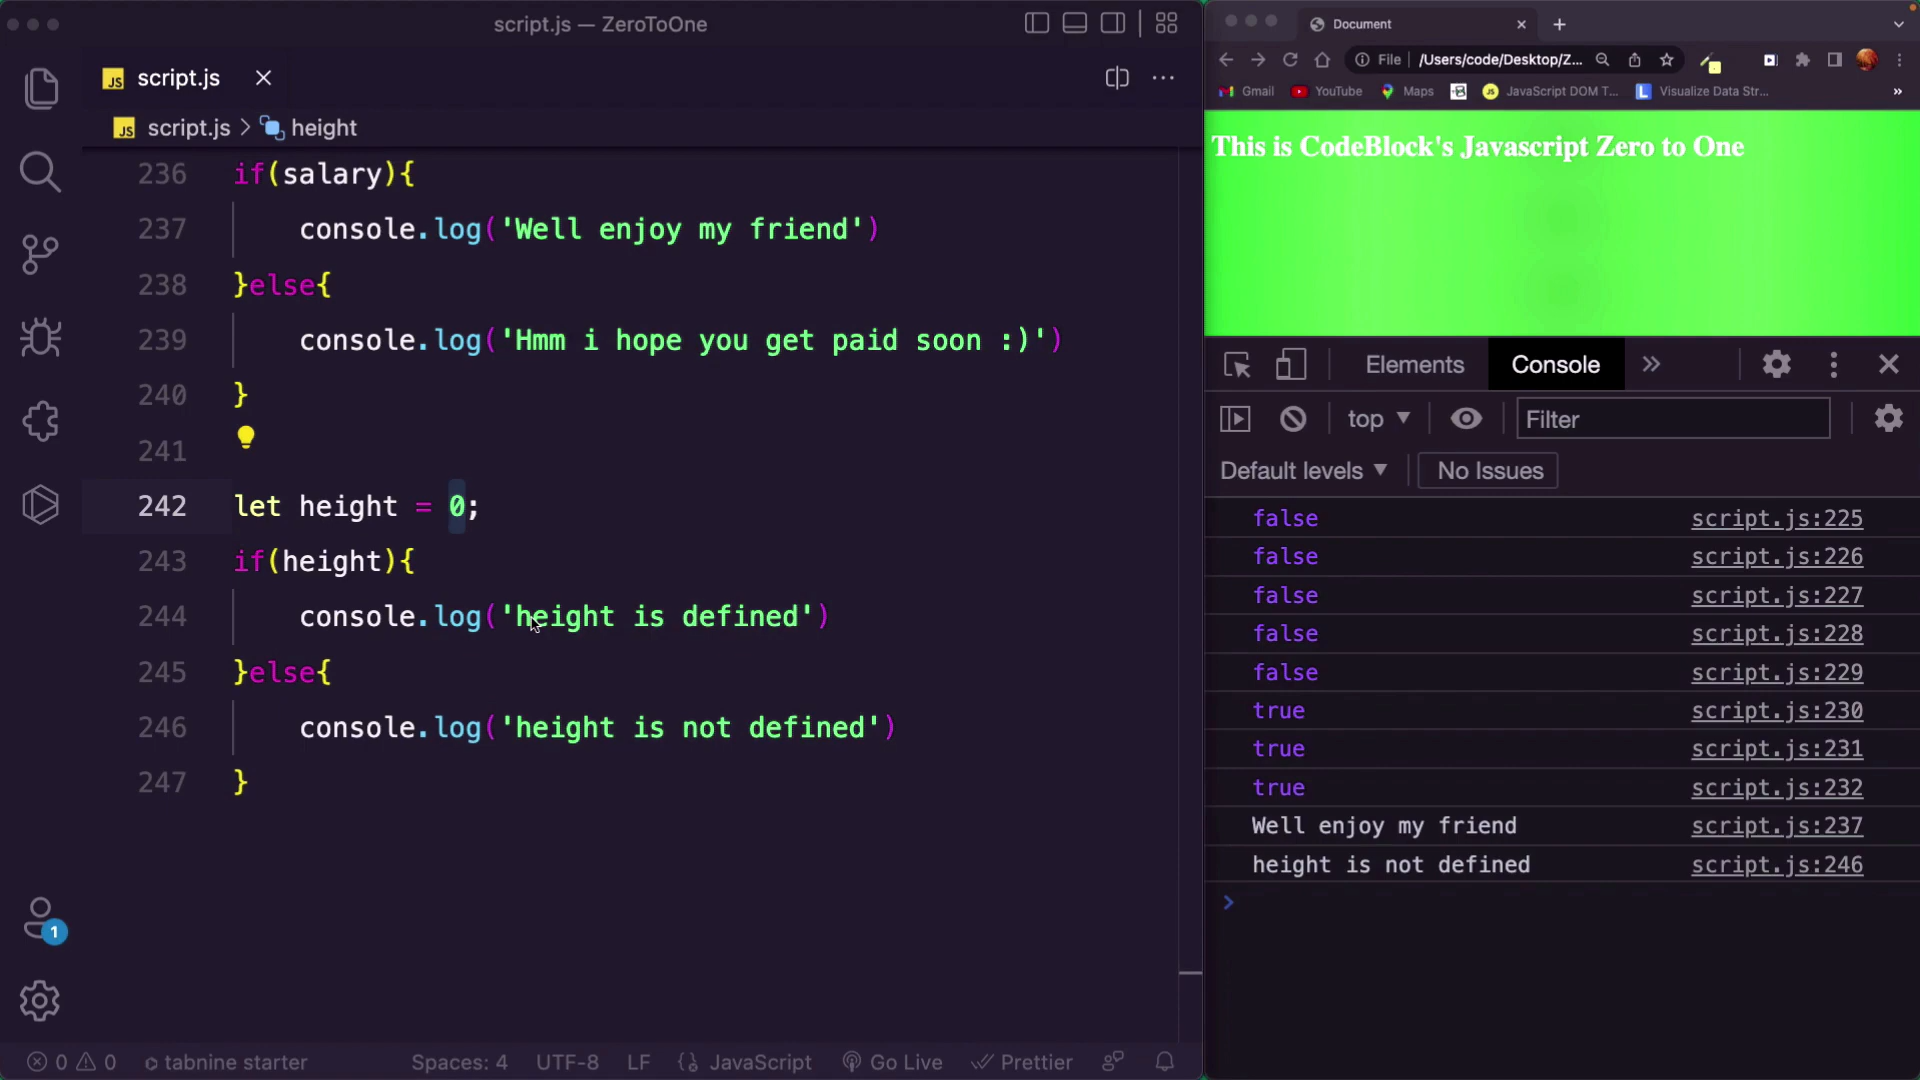 script.js — ZeroToOne
JS script.js
JS script.js > height
236 if(salary){
237 console.log('Well enjoy my friend')
238 }else{
239 console.log('Hmm i hope you get paid soon :)')
240 }
241
242 let height = 0;
243 if(height){
244 console.log('height is defined')
245 }else{
246 console.log('height is not defined')
247 }
1
0 0 tabnine starter Spaces: 4 UTF-8 LF {} JavaScript Go Live Prettier
Document
File /Users/code/Desktop/Z...
Gmail YouTube Maps JS JavaScript DOM T... L Visualize Data Str... »
This is CodeBlock's Javascript Zero to One
Elements Console »
top Filter
Default levels No Issues
false script.js:225
false script.js:226
false script.js:227
false script.js:228
false script.js:229
true script.js:230
true script.js:231
true script.js:232
Well enjoy my friend script.js:237
height is not defined script.js:246
>